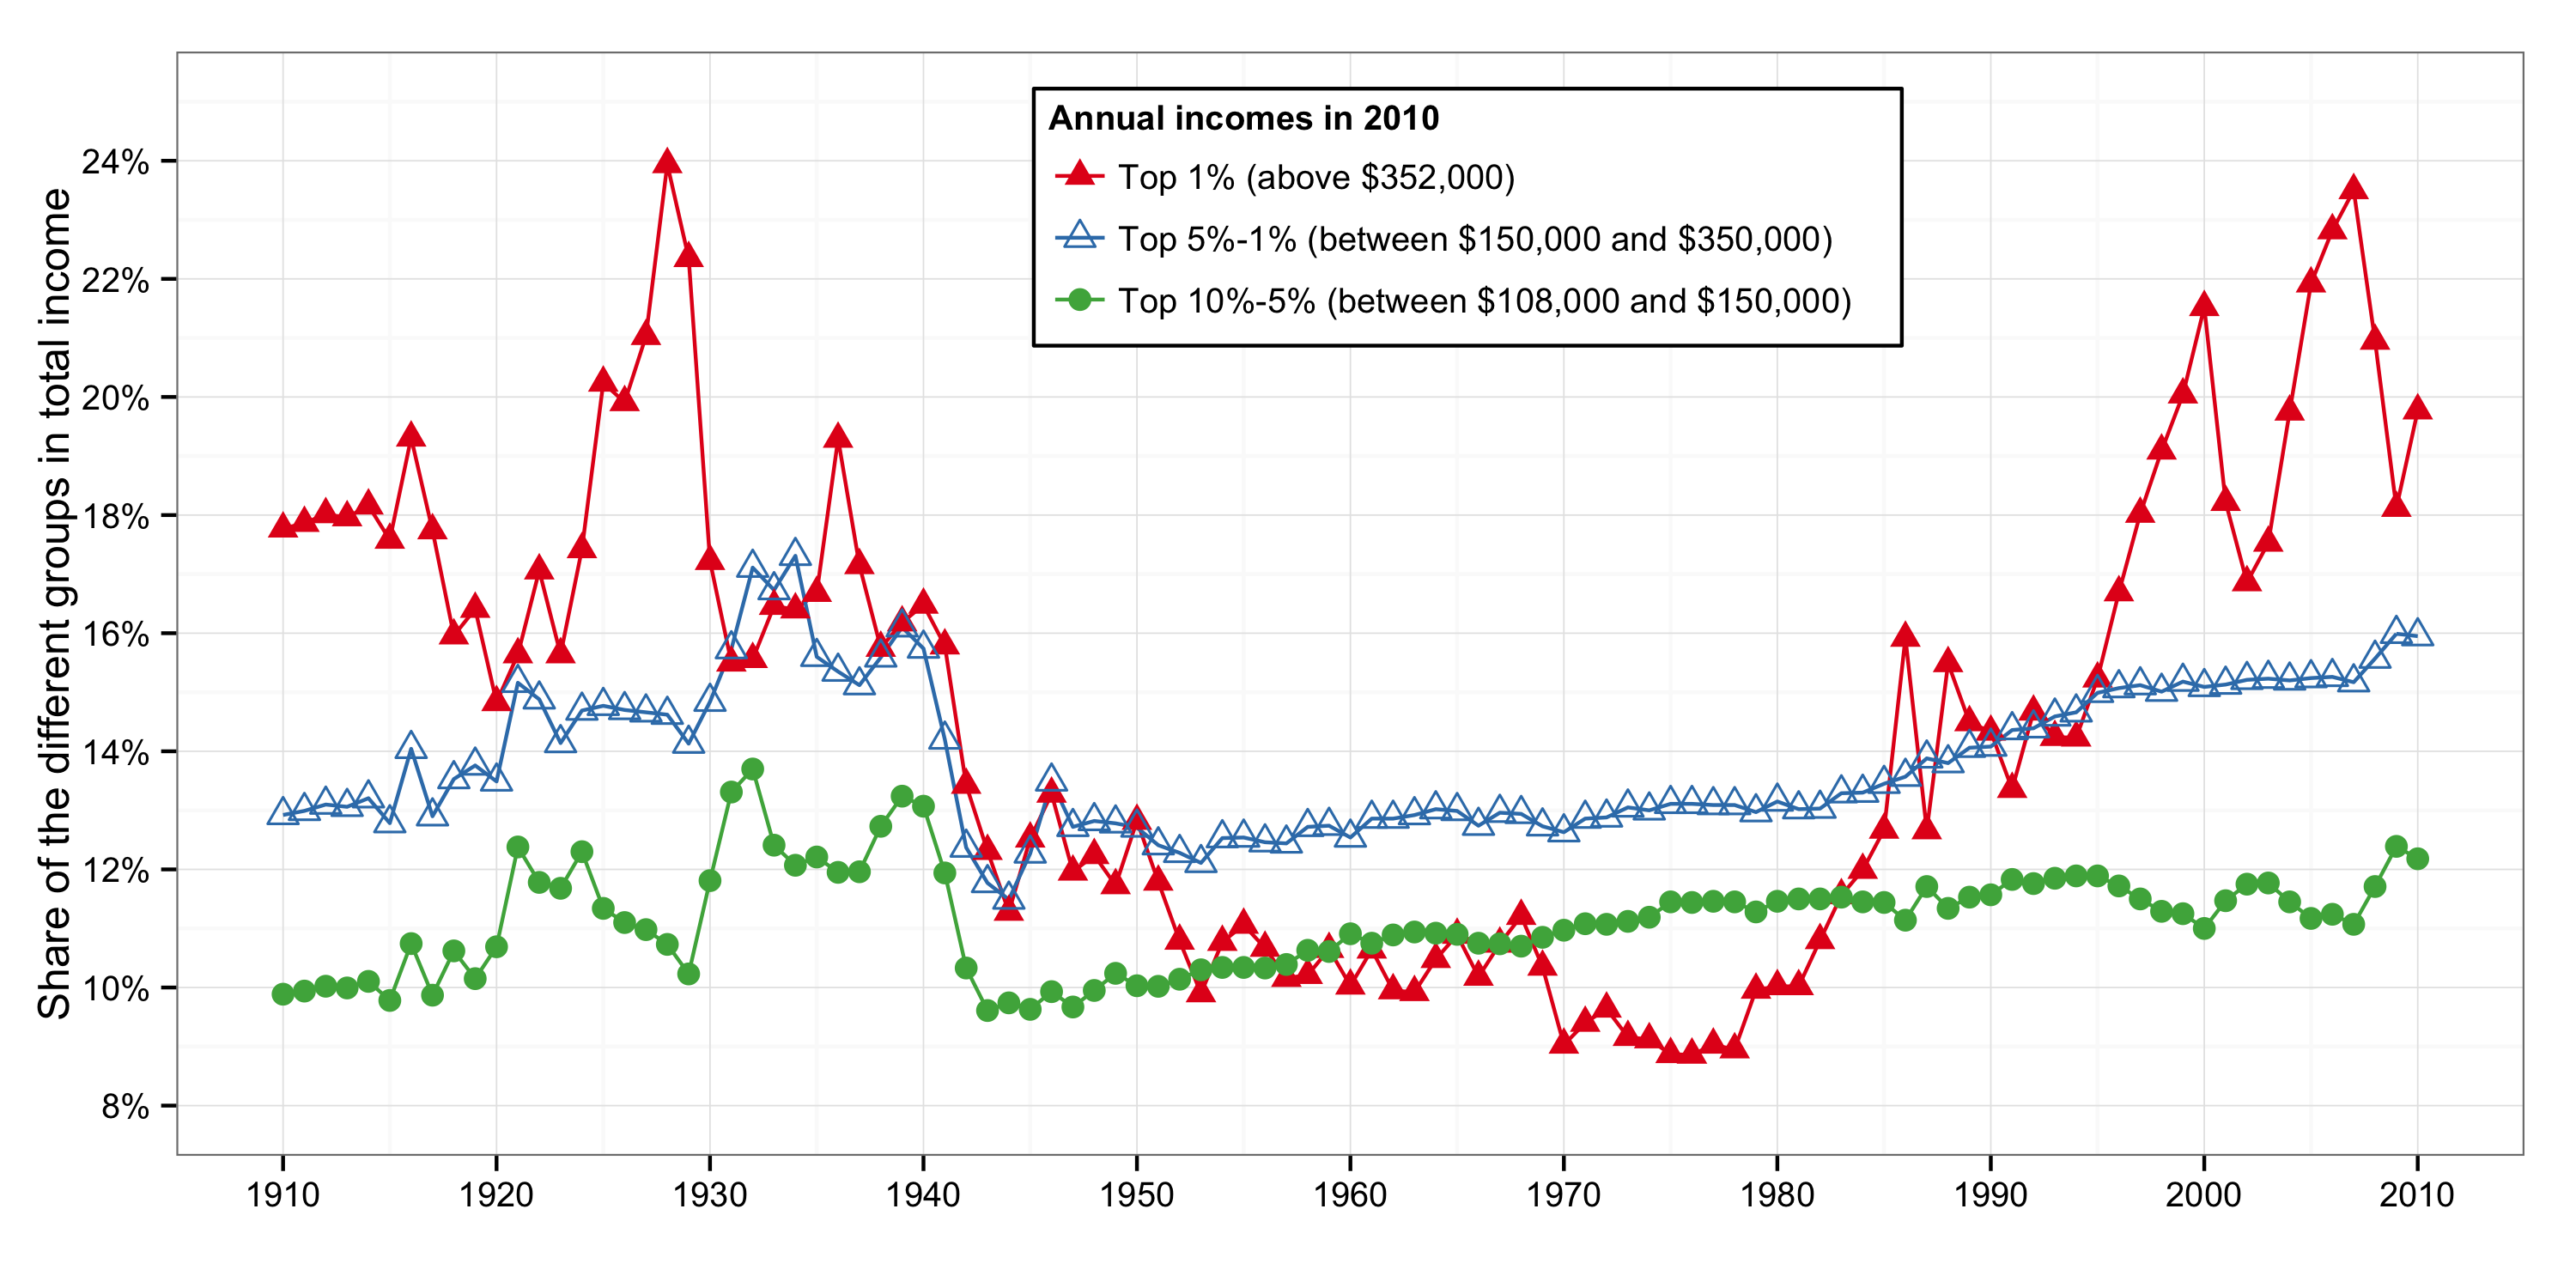 Share of the different groups in total income
24%
22%
20%
18%
16%
14%
12%
10%
8%
Annual incomes in 2010
Top 1% (above $352,000)
Top 5%-1% (between $150,000 and $350,000)
Top 10%-5% (between $108,000 and $150,000)
1910 1920 1930 1940 1950 1960 1970 1980 1990 2000 2010